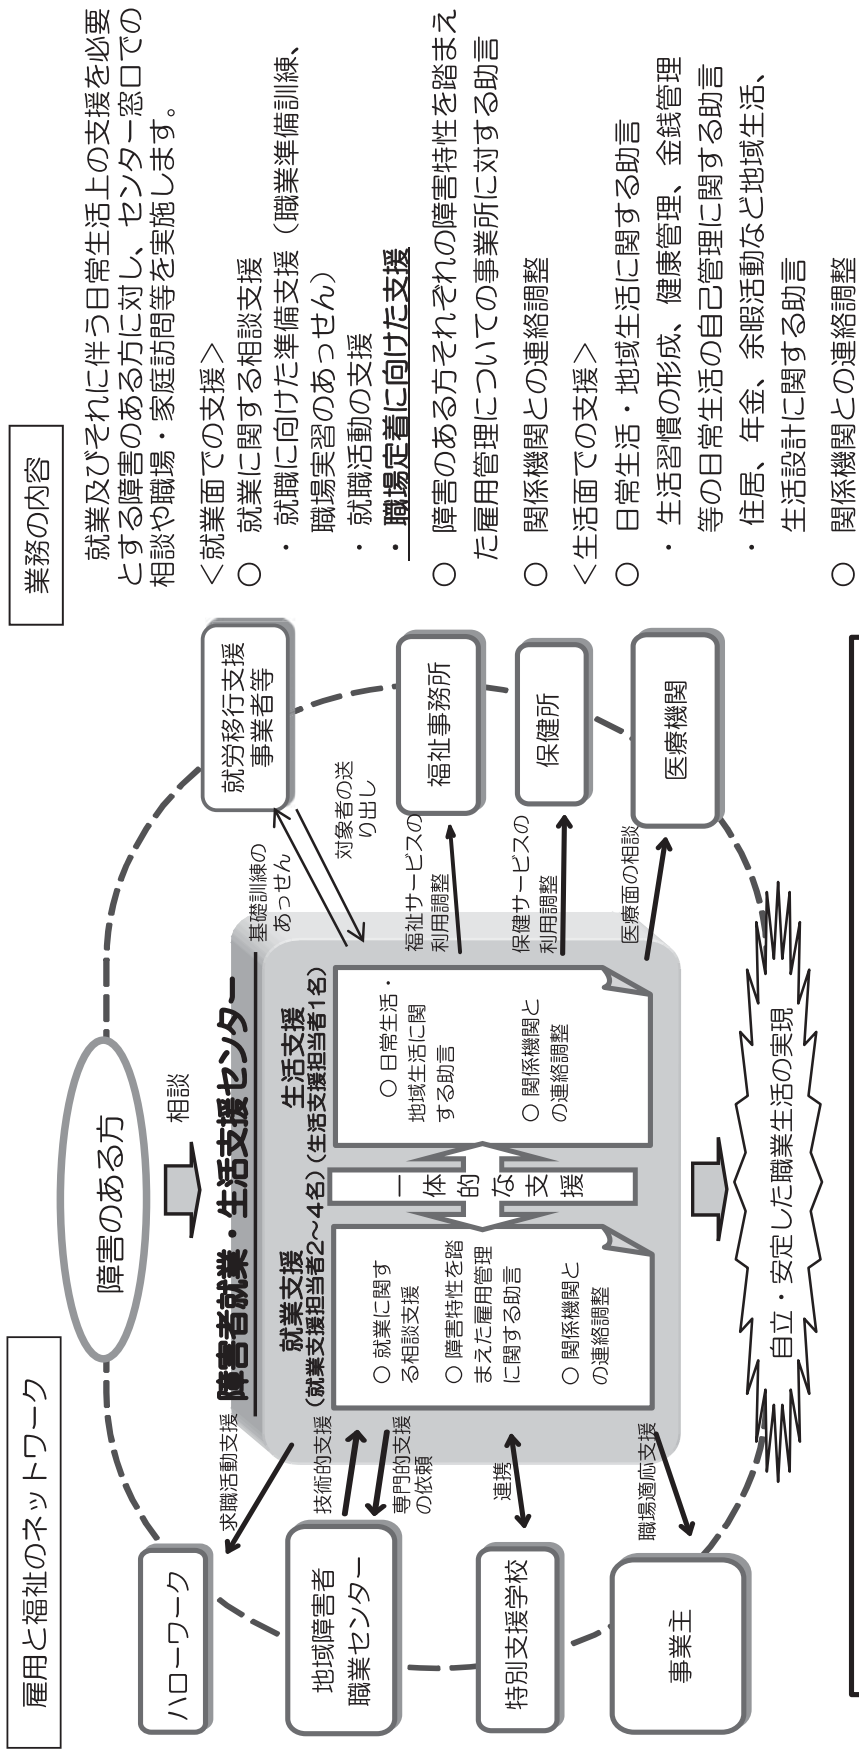 雇用と福祉のネットワーク
障害のある方
相談
障害者就業・生活支援センター
就業支援
(就業支援担当者2～4名)
生活支援
(生活支援担当者1名)
○ 就業に関す
る相談支援
○ 障害特性を踏
まえた雇用管理
に関する助言
○ 関係機関と
の連絡調整
一体的な支援
○ 日常生活・
地域生活に関
する助言
○ 関係機関と
の連絡調整
自立・安定した職業生活の実現
ハローワーク
求職活動支援
地域障害者
職業センター
技術的支援
専門的支援
の依頼
特別支援学校
連携
事業主
職場適応支援
就労移行支援
事業者等
基礎訓練の
あっせん
対象者の送
り出し
福祉事務所
福祉サービスの
利用調整
保健所
保健サービスの
利用調整
医療機関
医療面の相談
業務の内容
就業及びそれに伴う日常生活上の支援を必要
とする障害のある方に対し、センター窓口での
相談や職場・家庭訪問等を実施します。
＜就業面での支援＞
○ 就業に関する相談支援
・ 就職に向けた準備支援（職業準備訓練、
職場実習のあっせん）
・ 就職活動の支援
・ 職場定着に向けた支援
○ 障害のある方それぞれの障害特性を踏まえ
た雇用管理についての事業所に対する助言
○ 関係機関との連絡調整
＜生活面での支援＞
○ 日常生活・地域生活に関する助言
・ 生活習慣の形成、健康管理、金銭管理
等の日常生活の自己管理に関する助言
・ 住居、年金、余暇活動など地域生活、
生活設計に関する助言
○ 関係機関との連絡調整